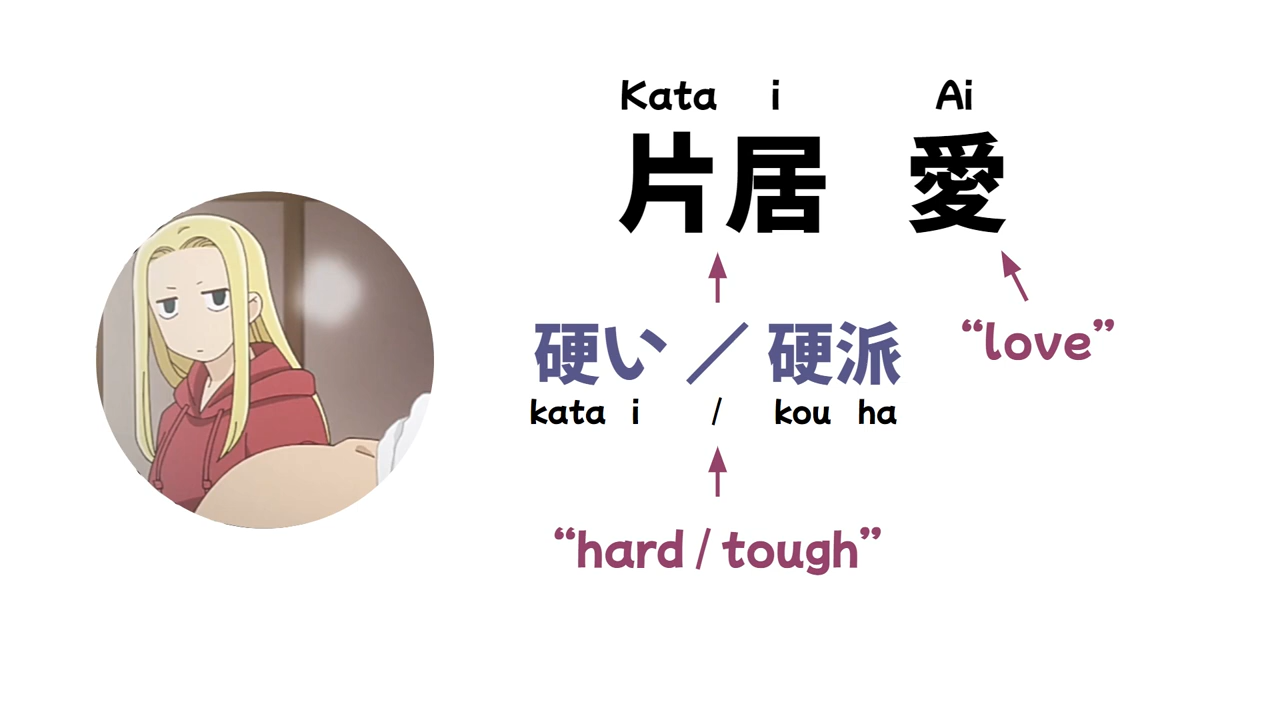 Kata i Ai
片居 愛
硬い／硬派
kata i / kou ha
“love”
“hard / tough”